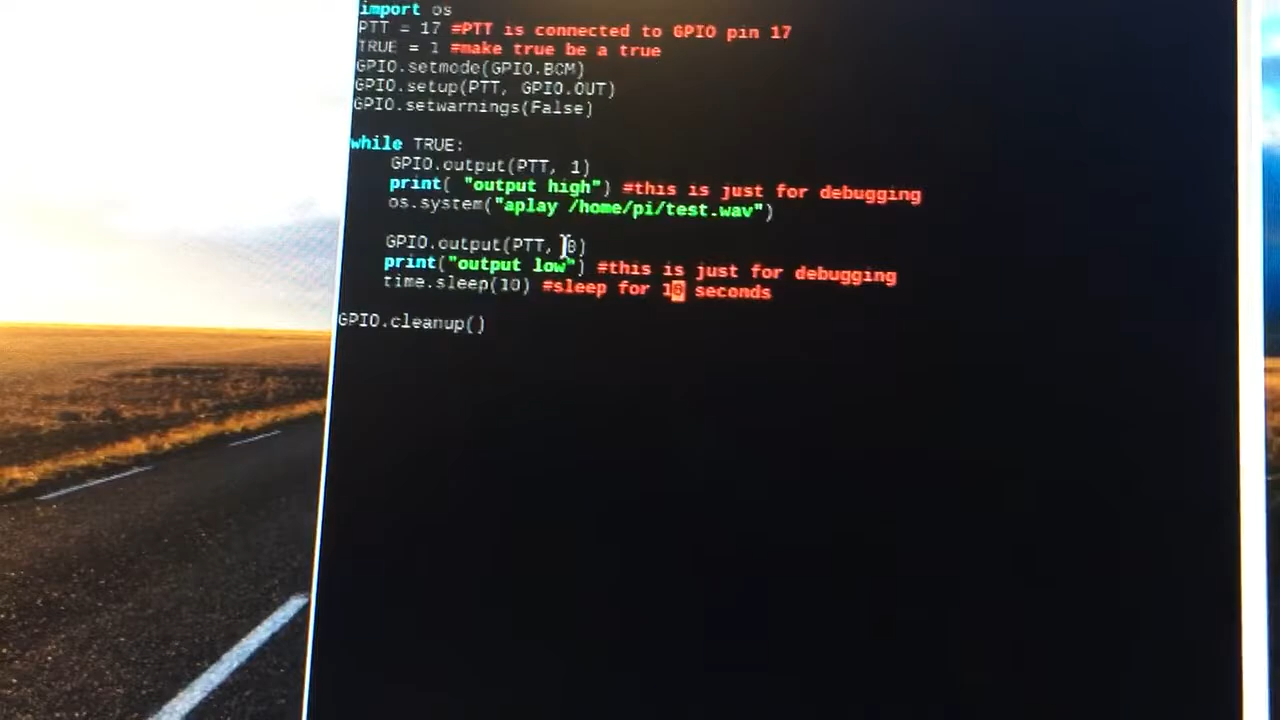 import os
PTT = 17 #PTT is connected to GPIO pin 17
TRUE = 1 #make true be a true
GPIO.setmode(GPIO.BCM)
GPIO.setup(PTT, GPIO.OUT)
GPIO.setwarnings(False)
while TRUE:
GPIO.output(PTT, 1)
print( "output high") #this is just for debugging
os.system("aplay /home/pi/test.wav")
GPIO.output(PTT, 0)
print("output low") #this is just for debugging
time.sleep(10) #sleep for 10 seconds
GPIO.cleanup()